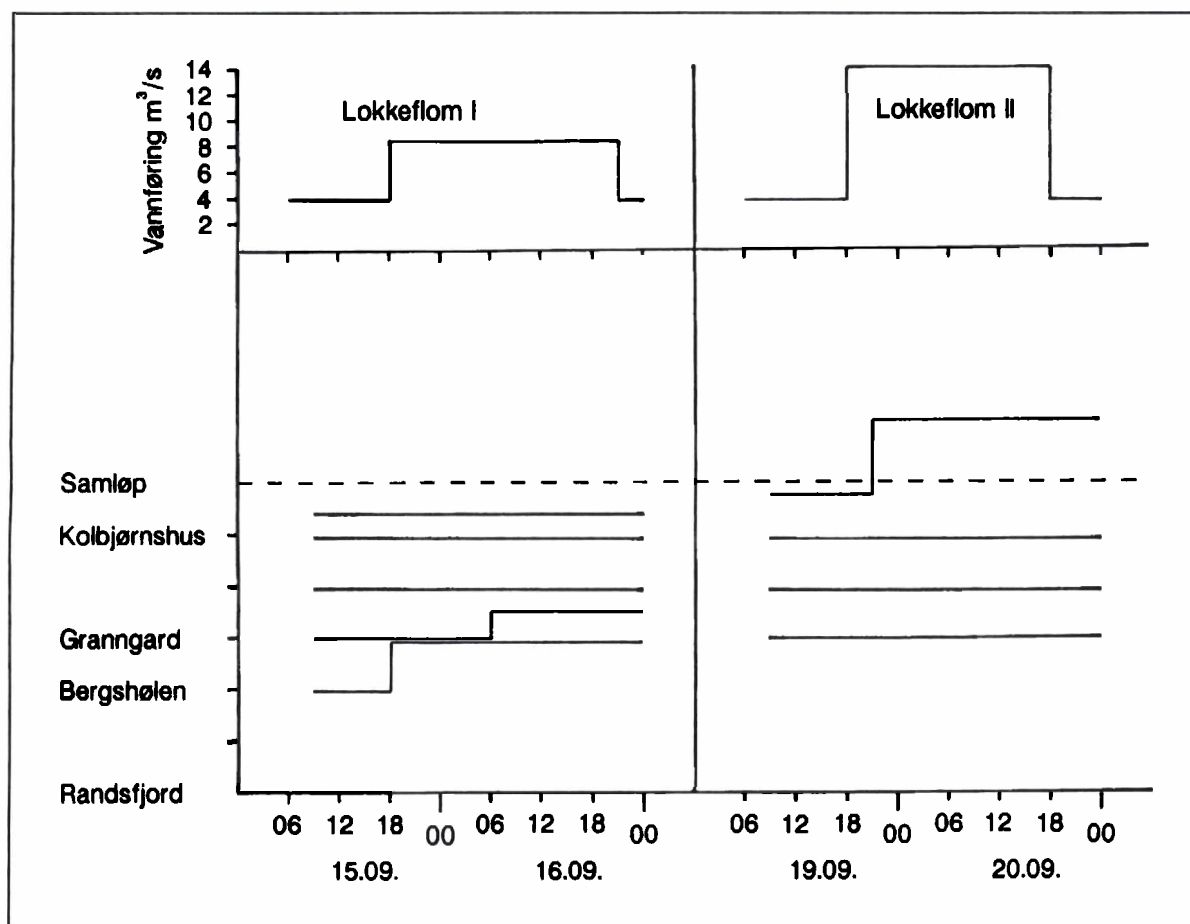 Vannføring m³/s
14
12
10
8
6
4
2
Lokkeflom I
Lokkeflom II
Samløp
Kolbjørnshus
Granngard
Bergshølen
Randsfjord
06 12 18 00 06 12 18 00 06 12 18 00 06 12 18 00
15.09. 16.09. 19.09. 20.09.